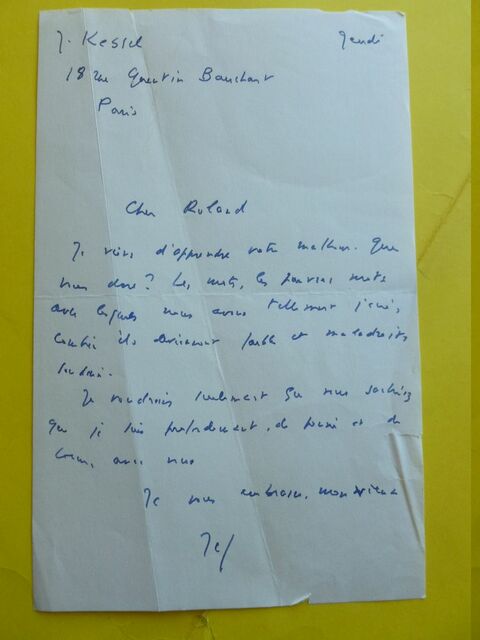 J. Kessel Jeudi
18 rue Quentin Bauchart
Paris
Cher Roland
Je viens d'apprendre votre malheur. Que
vous dire? Les mots, les pauvres mots
avec lesquels nous avons tellement joué,
combien ils deviennent faibles et maladroits
soudain.
Je voudrais seulement que vous sachiez
que je suis profondément, de pensée et de
cœur, avec vous
Je vous embrasse, mon vieux
Jef